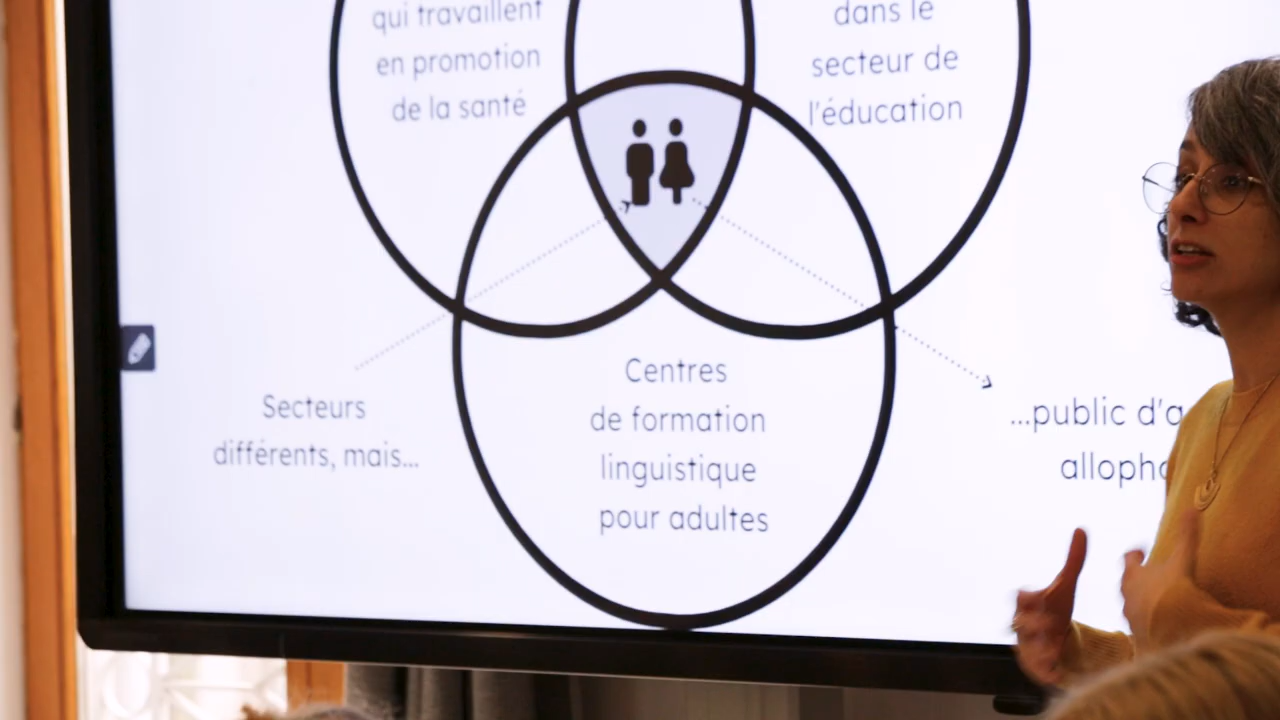 qui travaillent
en promotion
de la santé
dans le
secteur de
l'éducation
Centres
de formation
linguistique
pour adultes
Secteurs
différents, mais...
...public